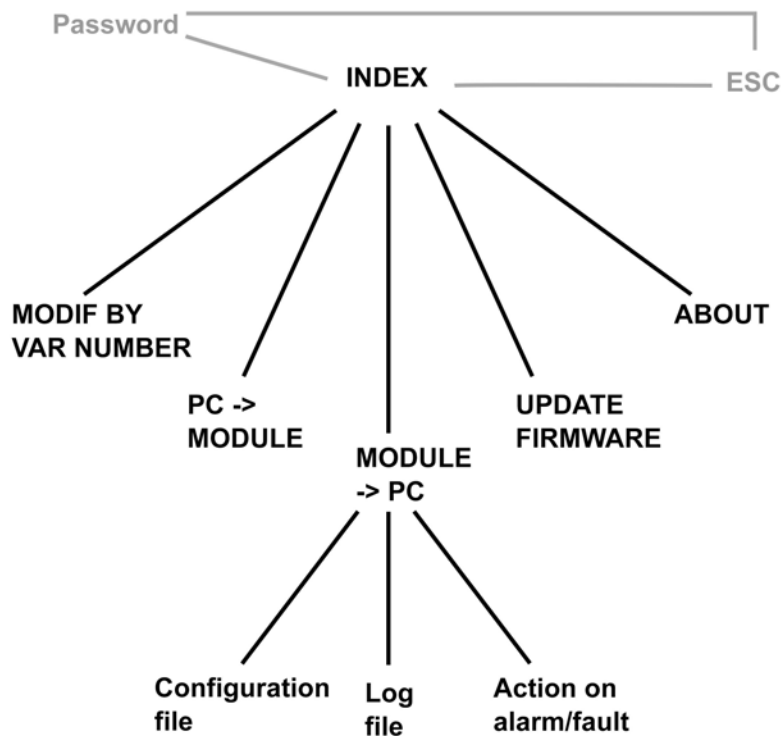 Password
INDEX
ESC
MODIF BY
VAR NUMBER
ABOUT
PC ->
MODULE
UPDATE
FIRMWARE
MODULE
-> PC
Configuration
file
Log
file
Action on
alarm/fault